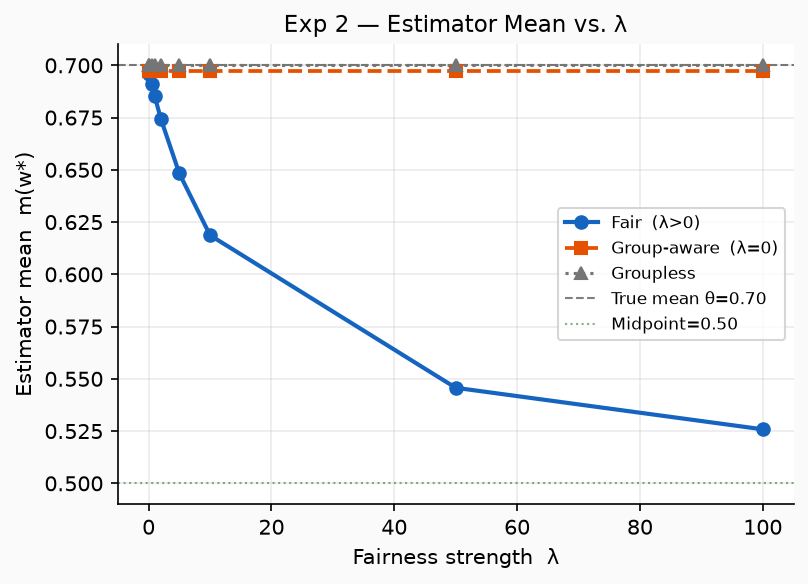 Exp 2 — Estimator Mean vs. λ
Estimator mean m(w*)
0.700
0.675
0.650
0.625
0.600
0.575
0.550
0.525
0.500
Fair (λ>0)
Group-aware (λ=0)
Groupless
True mean θ=0.70
Midpoint=0.50
0 20 40 60 80 100
Fairness strength λ